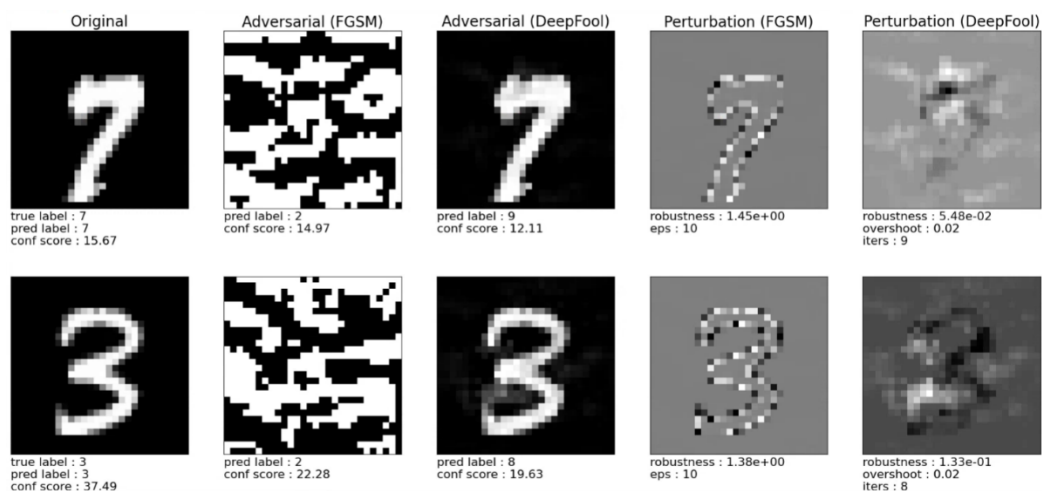 Original
Adversarial (FGSM)
Adversarial (DeepFool)
Perturbation (FGSM)
Perturbation (DeepFool)
7
7
true label : 7
pred label : 7
conf score : 15.67
pred label : 2
conf score : 14.97
pred label : 9
conf score : 12.11
robustness : 1.45e+00
eps : 10
robustness : 5.48e-02
overshoot : 0.02
iters : 9
3
3
true label : 3
pred label : 3
conf score : 37.49
pred label : 2
conf score : 22.28
pred label : 8
conf score : 19.63
robustness : 1.38e+00
eps : 10
robustness : 1.33e-01
overshoot : 0.02
iters : 8